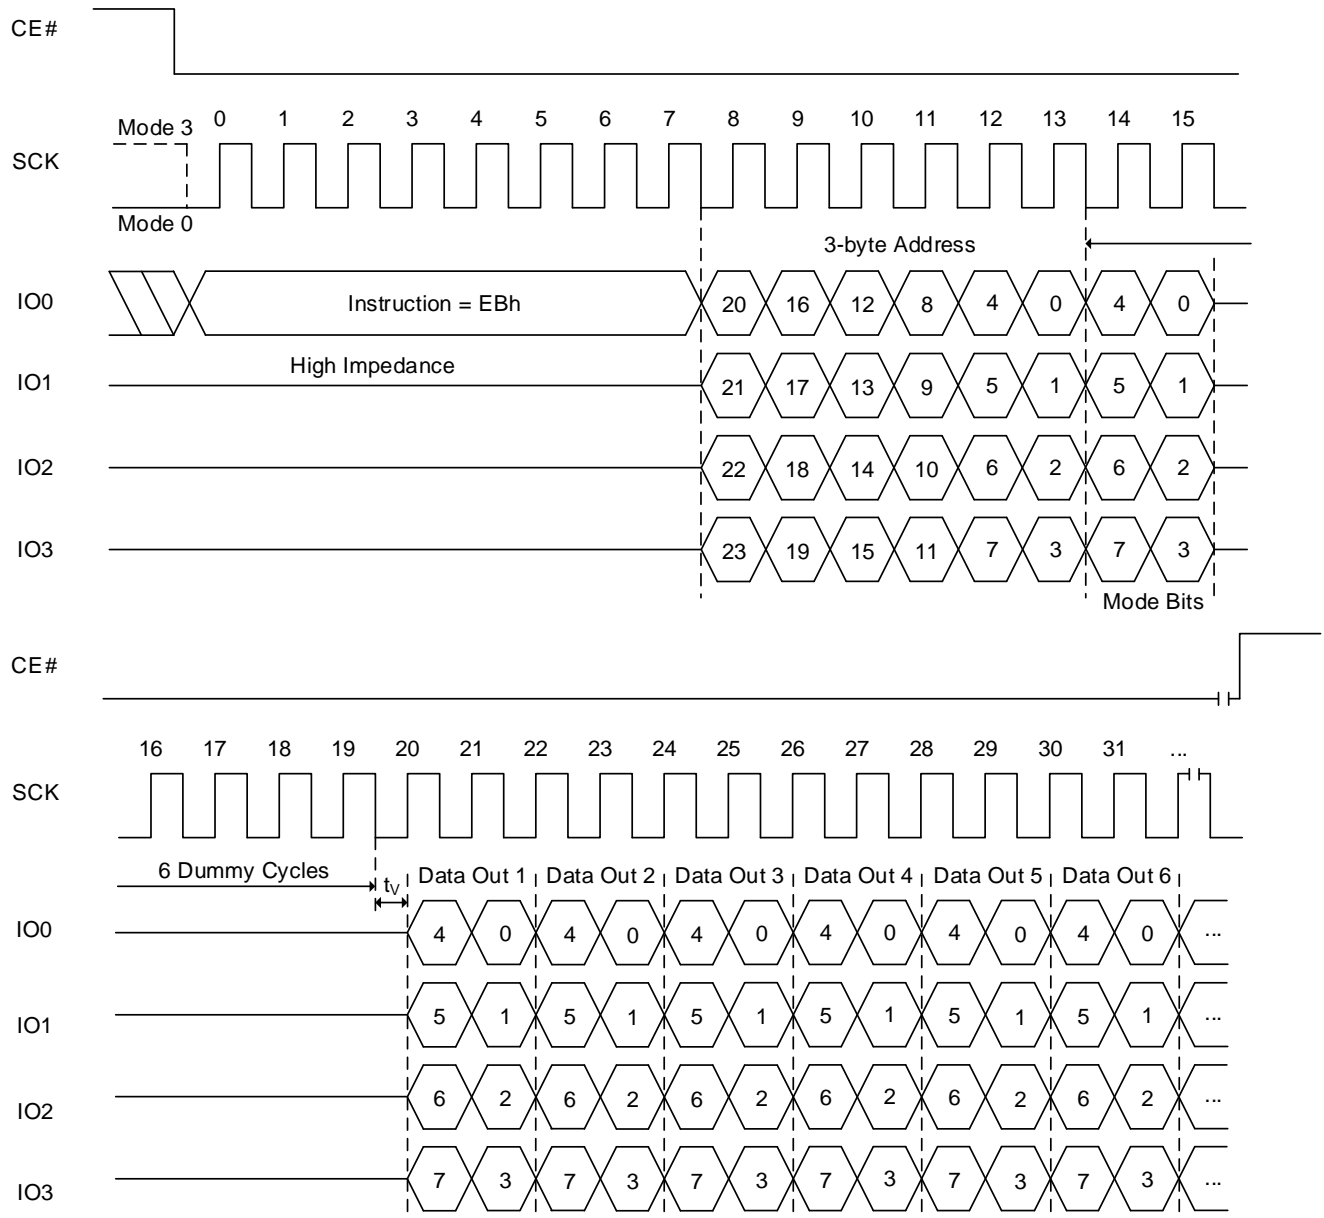 CE#
0 1 2 3 4 5 6 7 8 9 10 11 12 13 14 15
Mode 3
SCK
Mode 0
3-byte Address
IO0 Instruction = EBh 20 16 12 8 4 0 4 0
High Impedance
IO1 21 17 13 9 5 1 5 1
IO2 22 18 14 10 6 2 6 2
IO3 23 19 15 11 7 3 7 3
Mode Bits
CE#
16 17 18 19 20 21 22 23 24 25 26 27 28 29 30 31 ...
SCK
6 Dummy Cycles tV Data Out 1 Data Out 2 Data Out 3 Data Out 4 Data Out 5 Data Out 6
IO0 4 0 4 0 4 0 4 0 4 0 4 0 ...
IO1 5 1 5 1 5 1 5 1 5 1 5 1 ...
IO2 6 2 6 2 6 2 6 2 6 2 6 2 ...
IO3 7 3 7 3 7 3 7 3 7 3 7 3 ...